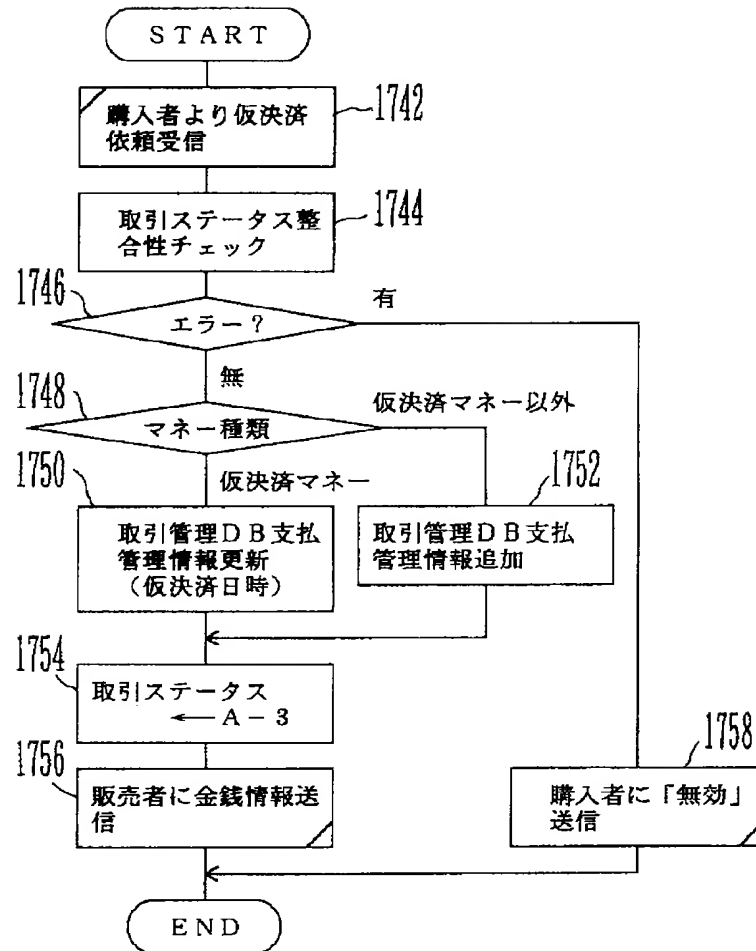 START
購入者より仮決済
依頼受信
1742
取引ステータス整
合性チェック
1744
1746
エラー?
有
無
1748
マネー種類
仮決済マネー以外
1750
仮決済マネー
1752
取引管理DB支払
管理情報更新
(仮決済日時)
取引管理DB支払
管理情報追加
1754
取引ステータス
← A-3
1756
販売者に金銭情報送
信
1758
購入者に「無効」
送信
END